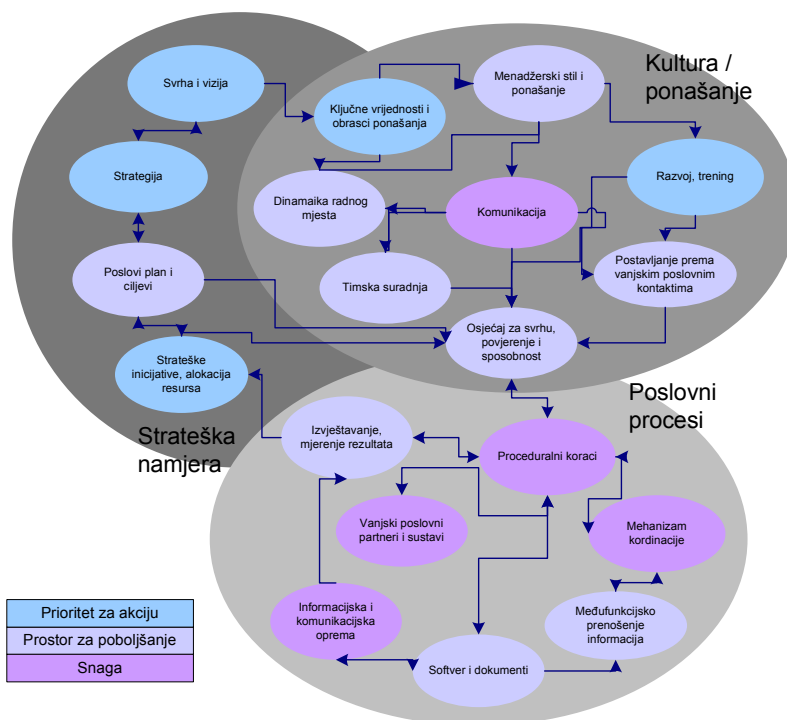 Kultura /
ponašanje
Svrha i vizija
Menadžerski stil i
ponašanje
Ključne vrijednosti i
obrasci ponašanja
Strategija
Razvoj, trening
Dinamaika radnog
mjesta
Komunikacija
Poslovi plan i
ciljevi
Timska suradnja
Postavljanje prema
vanjskim poslovnim
kontaktima
Osjećaj za svrhu,
povjerenje i
sposobnost
Strateške
inicijative, alokacija
resursa
Poslovni
procesi
Strateška
namjera
Izvještavanje,
mjerenje rezultata
Proceduralni koraci
Vanjski poslovni
partneri i sustavi
Mehanizam
kordinacije
Informacijska i
komunikacijska
oprema
Međufunkcijsko
prenošenje
informacija
Softver i dokumenti
Prioritet za akciju
Prostor za poboljšanje
Snaga